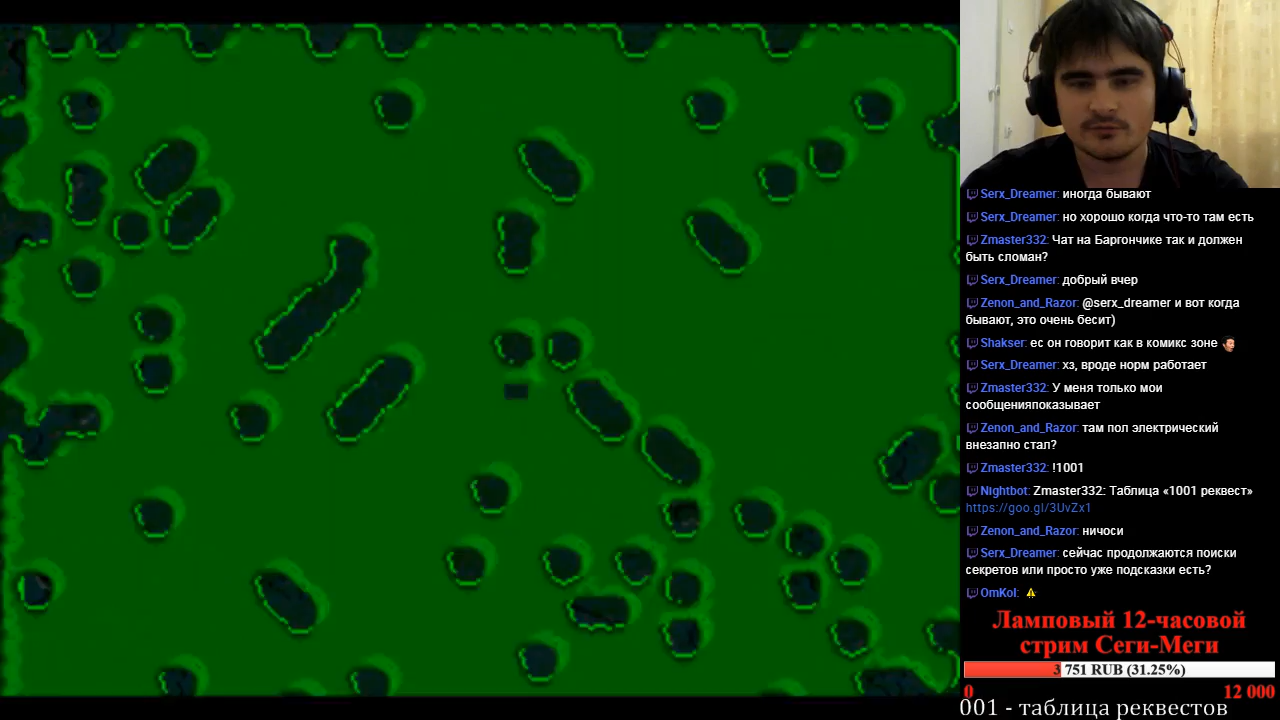 Serx_Dreamer: иногда бывают
Serx_Dreamer: но хорошо когда что-то там есть
Zmaster332: Чат на Баргончике так и должен
быть сломан?
Serx_Dreamer: добрый вчер
Zenon_and_Razor: @serx_dreamer и вот когда
бывают, это очень бесит)
Shakser: ес он говорит как в комикс зоне
Serx_Dreamer: хз, вроде норм работает
Zmaster332: У меня только мои
сообщенияпоказывает
Zenon_and_Razor: там пол электрический
внезапно стал?
Zmaster332: !1001
Nightbot: Zmaster332: Таблица «1001 реквест»
https://goo.gl/3UvZx1
Zenon_and_Razor: ничоси
Serx_Dreamer: сейчас продолжаются поиски
секретов или просто уже подсказки есть?
OmKol:
Ламповый 12-часовой
стрим Сеги-Меги
3 751 RUB (31.25%)
0 12 000
001 - таблица реквестов